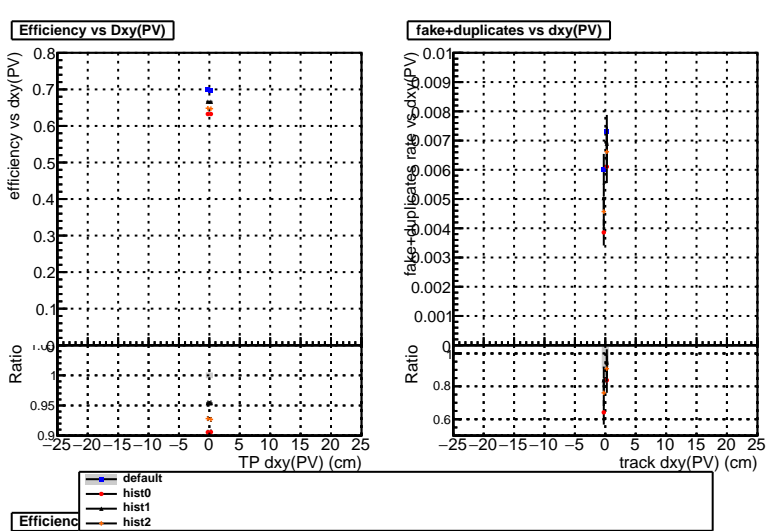 Efficiency vs Dxy(PV)
fake+duplicates vs dxy(PV)
efficiency vs dxy(PV)
0.8
0.7
0.6
0.5
0.4
0.3
0.2
0.1
0
Ratio
1
0.95
0.9
−25 −20 −15 −10 −5 0 5 10 15 20 25
TP dxy(PV) (cm)
fake+duplicates rate vs dxy(PV)
0.01
0.009
0.008
0.007
0.006
0.005
0.004
0.003
0.002
0.001
0
Ratio
1
0.8
0.6
−25 −20 −15 −10 −5 0 5 10 15 20 25
track dxy(PV) (cm)
default
hist0
hist1
hist2
Efficienc